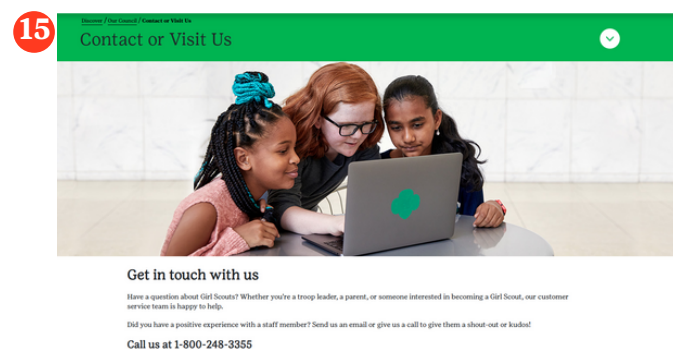 15
Discover / Our Council / Contact or Visit Us
Contact or Visit Us
Get in touch with us
Have a question about Girl Scouts? Whether you're a troop leader, a parent, or someone interested in becoming a Girl Scout, our customer
service team is happy to help.
Did you have a positive experience with a staff member? Send us an email or give us a call to give them a shout-out or kudos!
Call us at 1-800-248-3355